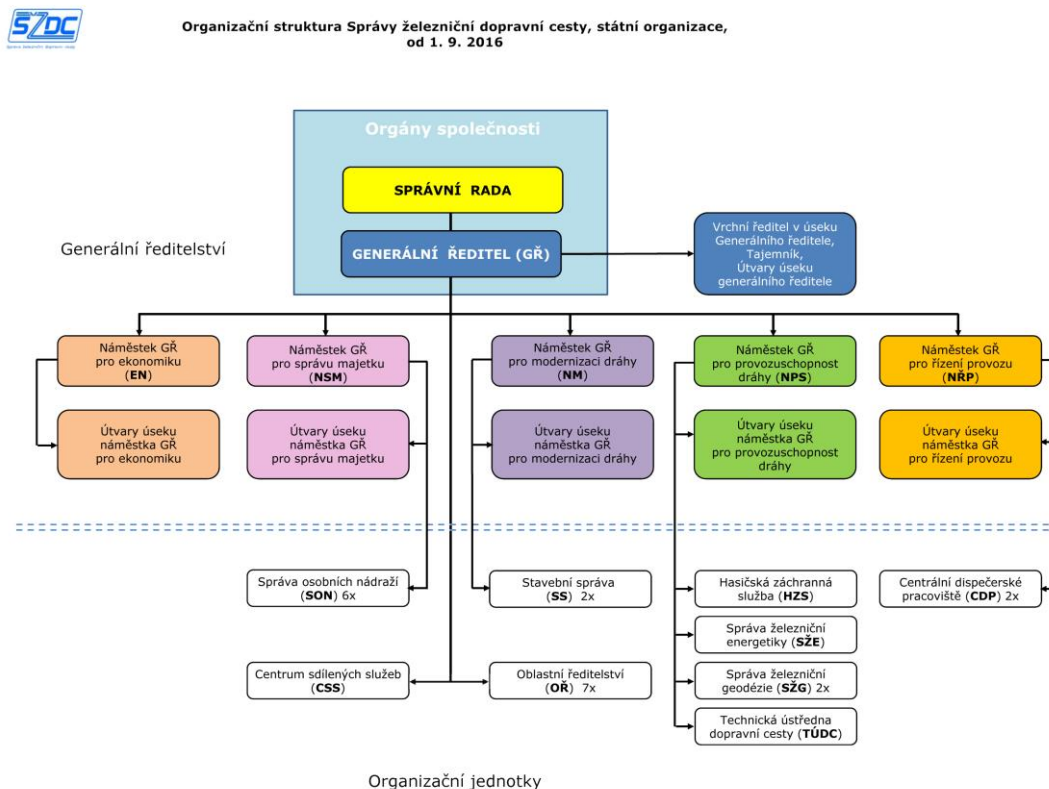 SŽDC
Organizační struktura Správy železniční dopravní cesty, státní organizace,
od 1. 9. 2016
Orgány společnosti
SPRÁVNÍ RADA
Generální ředitelství
GENERÁLNÍ ŘEDITEL (GŘ)
Vrchní ředitel v úseku
Generálního ředitele,
Tajemník,
Útvary úseku
generálního ředitele
Náměstek GŘ
pro ekonomiku
(EN)
Náměstek GŘ
pro správu majetku
(NSM)
Náměstek GŘ
pro modernizaci dráhy
(NM)
Náměstek GŘ
pro provozuschopnost
dráhy (NPS)
Náměstek GŘ
pro řízení provozu
(NŘP)
Útvary úseku
náměstka GŘ
pro ekonomiku
Útvary úseku
náměstka GŘ
pro správu majetku
Útvary úseku
náměstka GŘ
pro modernizaci dráhy
Útvary úseku
náměstka GŘ
pro provozuschopnost
dráhy
Útvary úseku
náměstka GŘ
pro řízení provozu
Správa osobních nádraží
(SON) 6x
Stavební správa
(SS) 2x
Hasičská záchranná
služba (HZS)
Centrální dispečerské
pracoviště (CDP) 2x
Správa železniční
energetiky (SŽE)
Centrum sdílených služeb
(CSS)
Oblastní ředitelství
(OŘ) 7x
Správa železniční
geodézie (SŽG) 2x
Technická ústředna
dopravní cesty (TÚDC)
Organizační jednotky